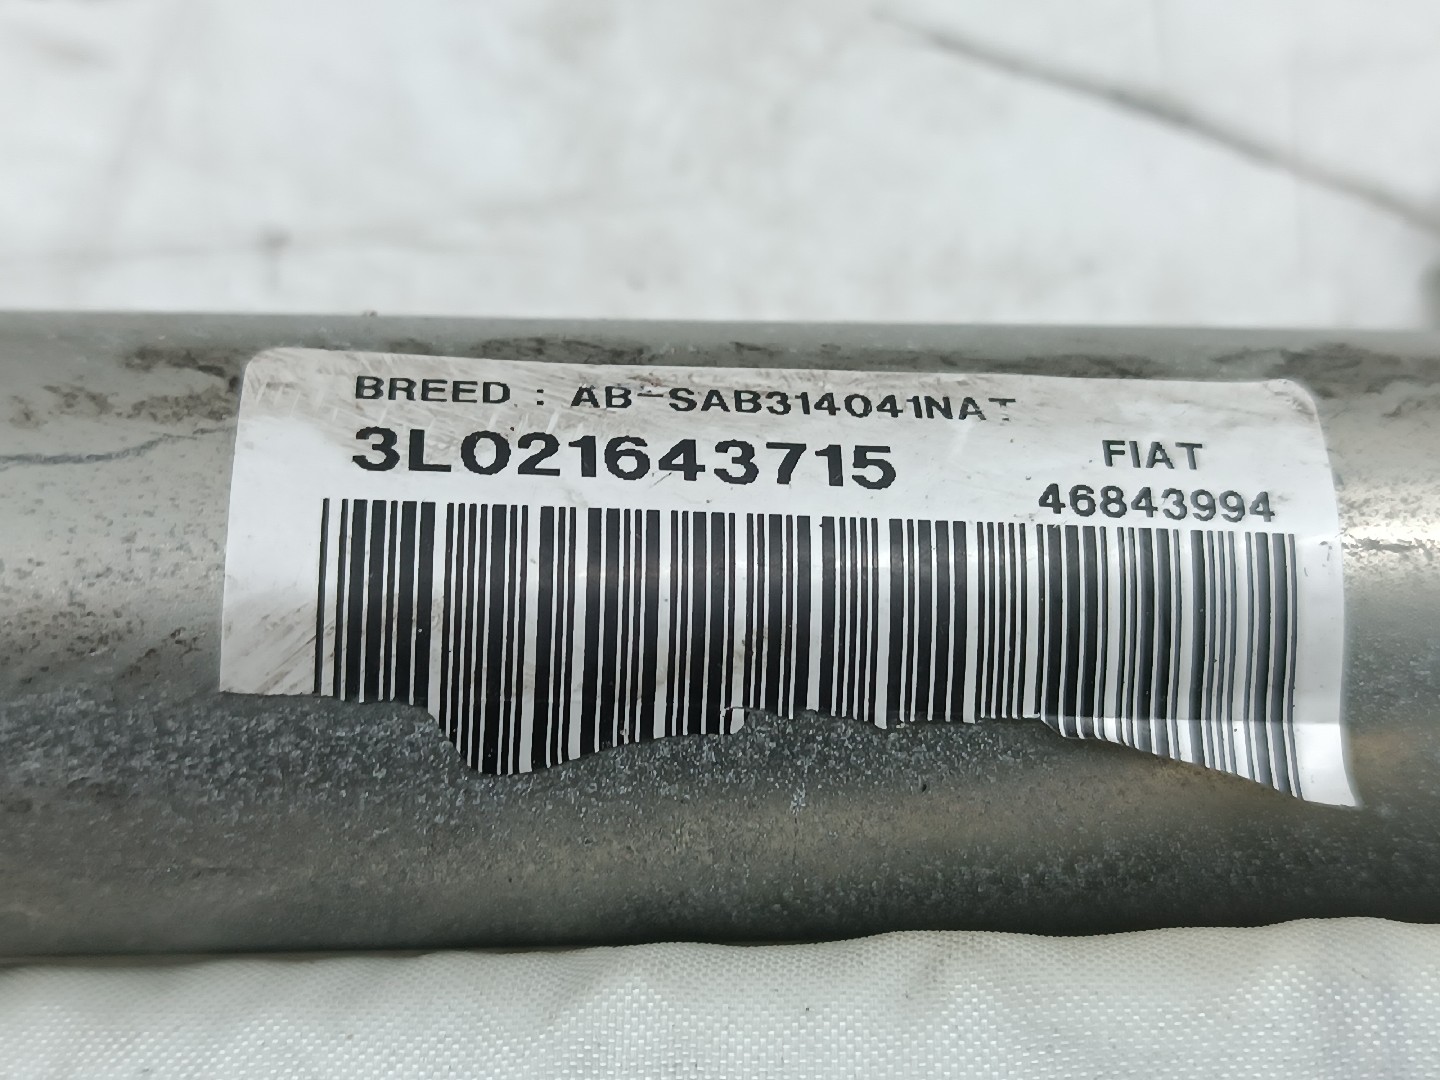 BREED : AB-SAB314041NAT
3L021643715
FIAT
46843994